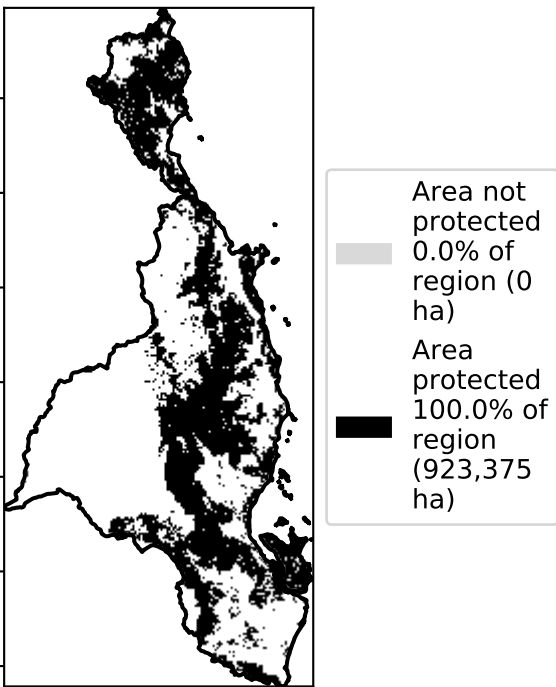 Area not
protected
0.0% of
region (0
ha)
Area
protected
100.0% of
region
(923,375
ha)